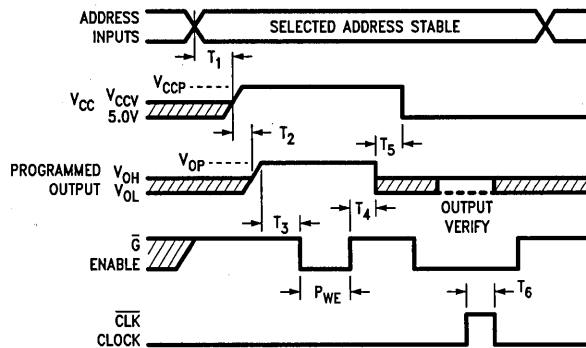 ADDRESS
INPUTS
SELECTED ADDRESS STABLE
T1
VCCP
VCC
VCCV
5.0V
T2
T5
VOP
PROGRAMMED
OUTPUT
VOH
VOL
T3
T4
OUTPUT
VERIFY
G̅
ENABLE
PWE
T6
C̅L̅K̅
CLOCK